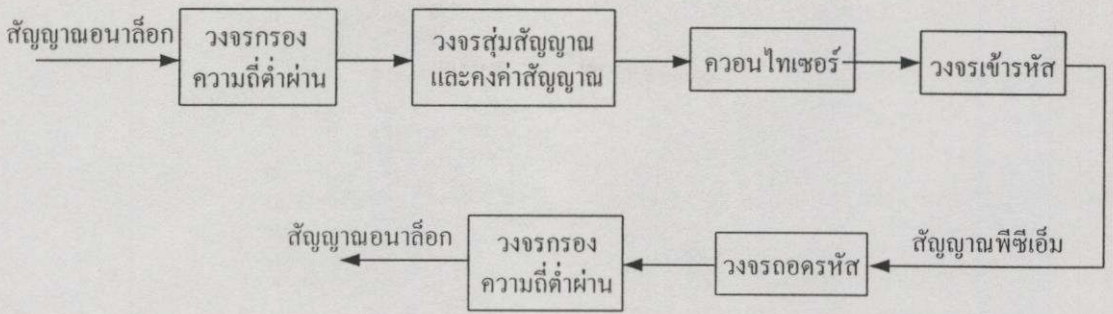 สัญญาณอนาล็อก
วงจรกรอง
ความถี่ต่ำผ่าน
วงจรสุ่มสัญญาณ
และคงค่าสัญญาณ
ควอนไทเซอร์
วงจรเข้ารหัส
สัญญาณอนาล็อก
วงจรกรอง
ความถี่ต่ำผ่าน
วงจรถอดรหัส
สัญญาณพีซีเอ็ม